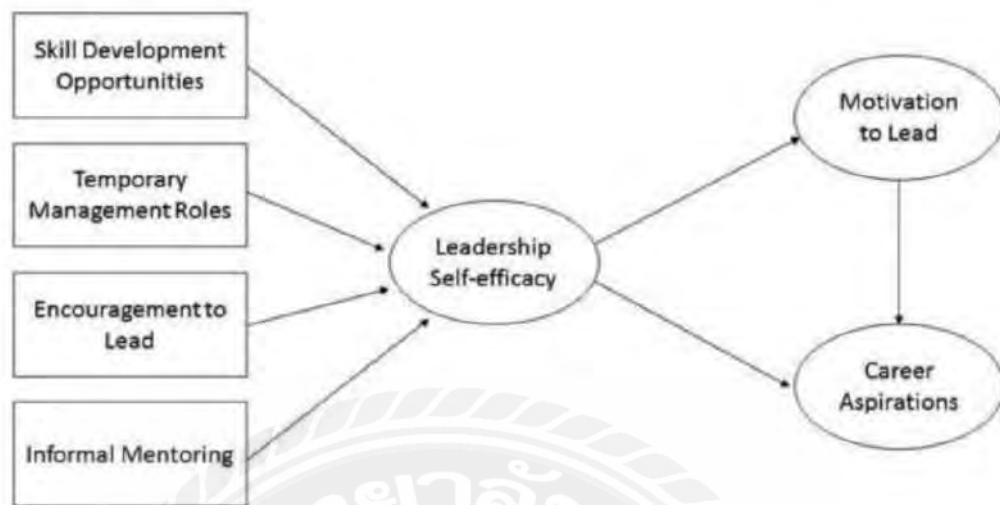 Skill Development
Opportunities
Temporary
Management Roles
Encouragement to
Lead
Informal Mentoring
Leadership
Self-efficacy
Motivation
to Lead
Career
Aspirations